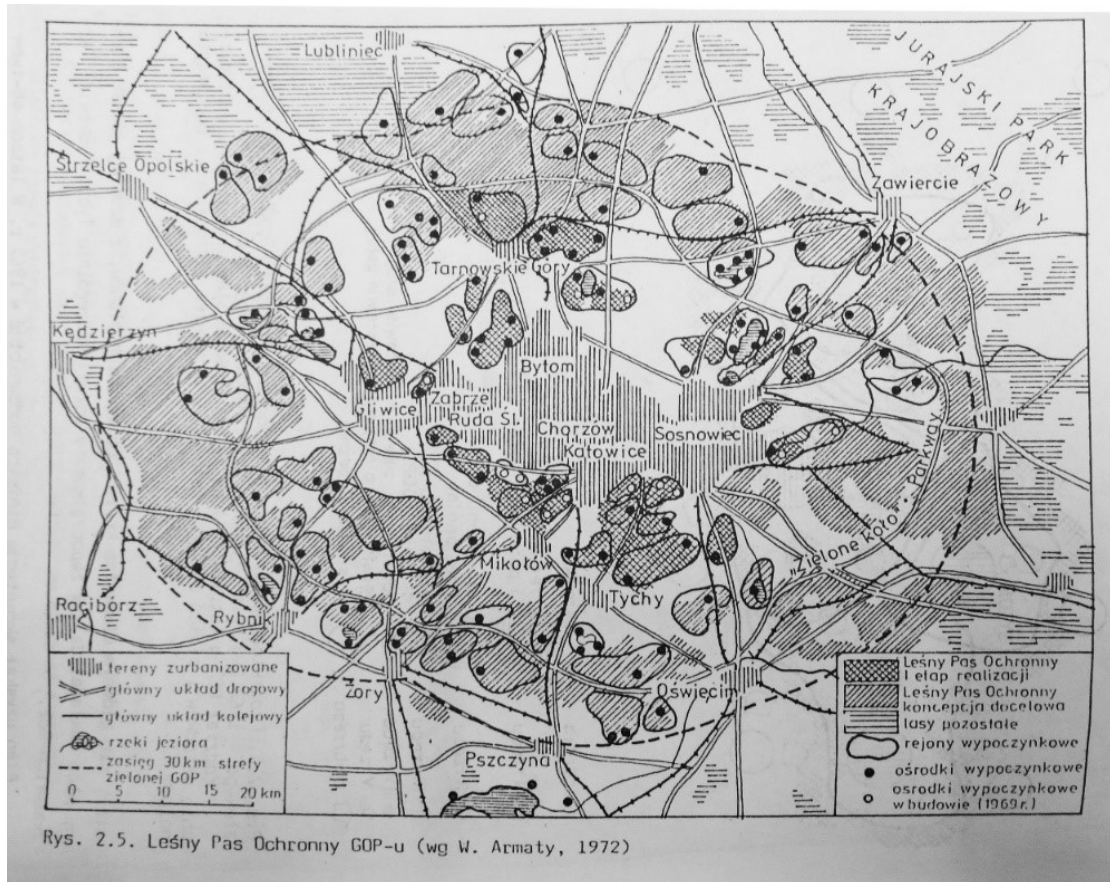 Lubliniec
JURAJSKI PARK
KRAJOBRAZOWY
Strzelce Opolskie
Zawiercie
Tarnowskie Góry
Kędzierzyn
Bytom
Gliwice
Zabrze
Ruda Śl.
Chorzów
Katowice
Sosnowiec
"Zielone koło" - Parkway
Mikołów
Tychy
Racibórz
Rybnik
Żory
Oświęcim
Pszczyna
tereny zurbanizowane
główny układ drogowy
główny układ kolejowy
rzeki jeziora
zasięg 30km strefy
zielonej GOP
0 5 10 15 20 km
Leśny Pas Ochronny
I etap realizacji
Leśny Pas Ochronny
koncepcja docelowa
lasy pozostałe
rejony wypoczynkowe
ośrodki wypoczynkowe
ośrodki wypoczynkowe
w budowie (1969r.)
Rys. 2.5. Leśny Pas Ochronny GOP-u (wg W. Armaty, 1972)